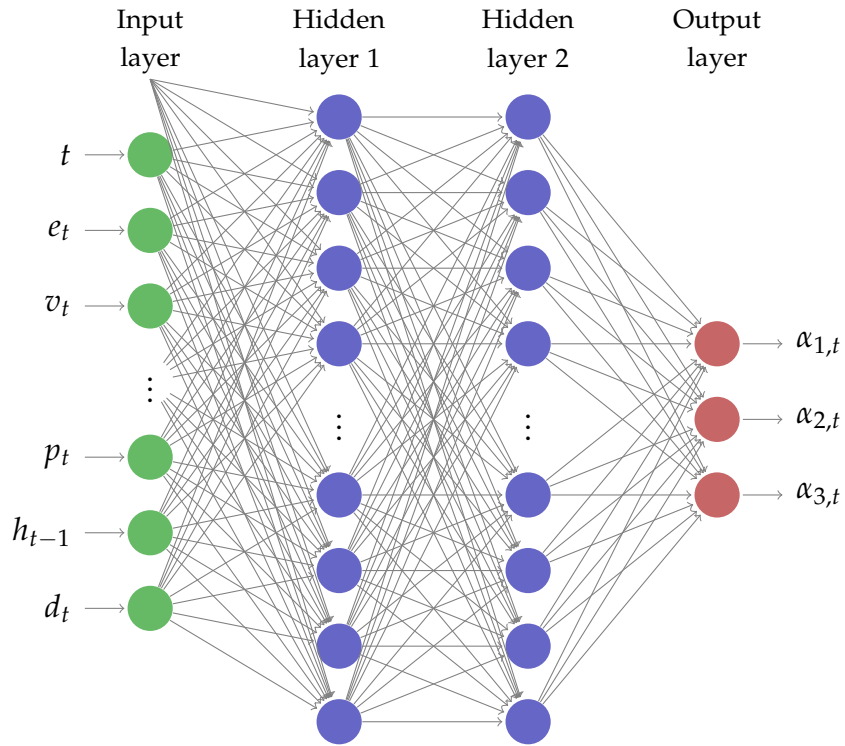 Input
layer
Hidden
layer 1
Hidden
layer 2
Output
layer
t
e_t
v_t
⋮
p_t
h_{t−1}
d_t
⋮
⋮
α_{1,t}
α_{2,t}
α_{3,t}